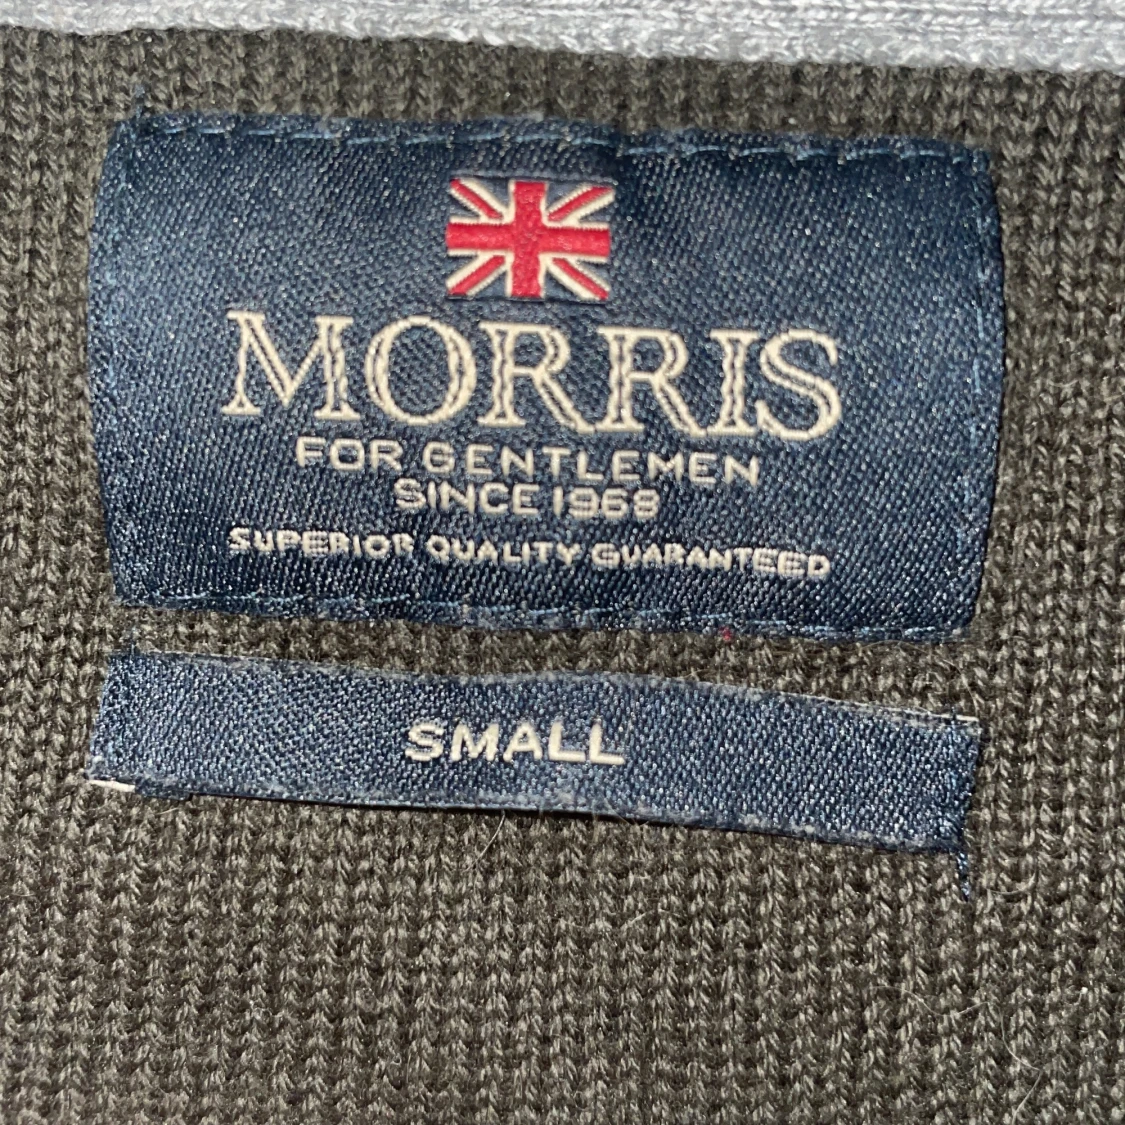 MORRIS
FOR GENTLEMEN
SINCE 1968
SUPERIOR QUALITY GUARANTEED
SMALL